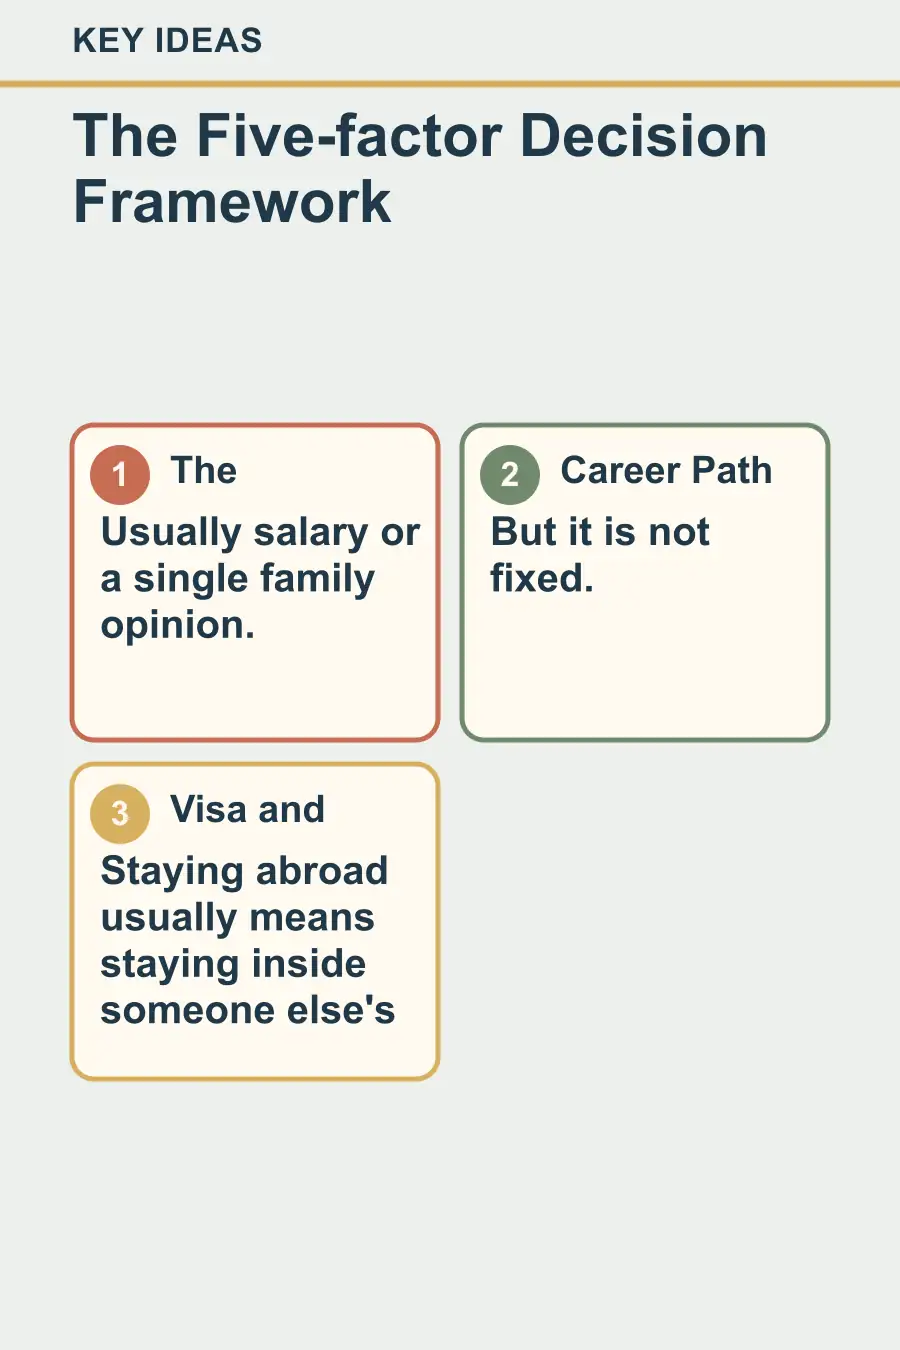 KEY IDEAS
The Five-factor Decision
Framework
1 The
Usually salary or
a single family
opinion.
2 Career Path
But it is not
fixed.
3 Visa and
Staying abroad
usually means
staying inside
someone else's